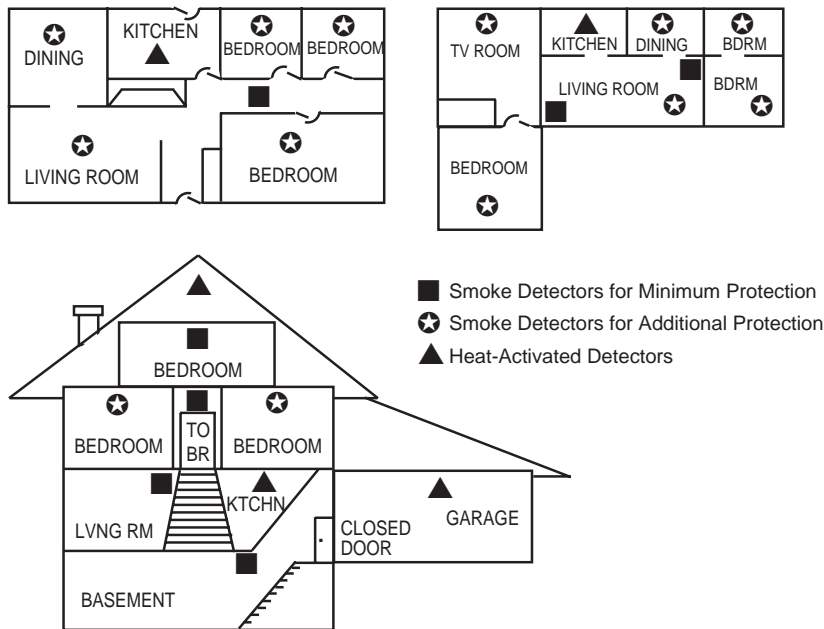 DINING
KITCHEN
BEDROOM
BEDROOM
LIVING ROOM
BEDROOM
TV ROOM
KITCHEN
DINING
BDRM
LIVING ROOM
BDRM
BEDROOM
Smoke Detectors for Minimum Protection
Smoke Detectors for Additional Protection
Heat-Activated Detectors
BEDROOM
BEDROOM
TO
BR
BEDROOM
LVNG RM
KTCHN
CLOSED
DOOR
GARAGE
BASEMENT